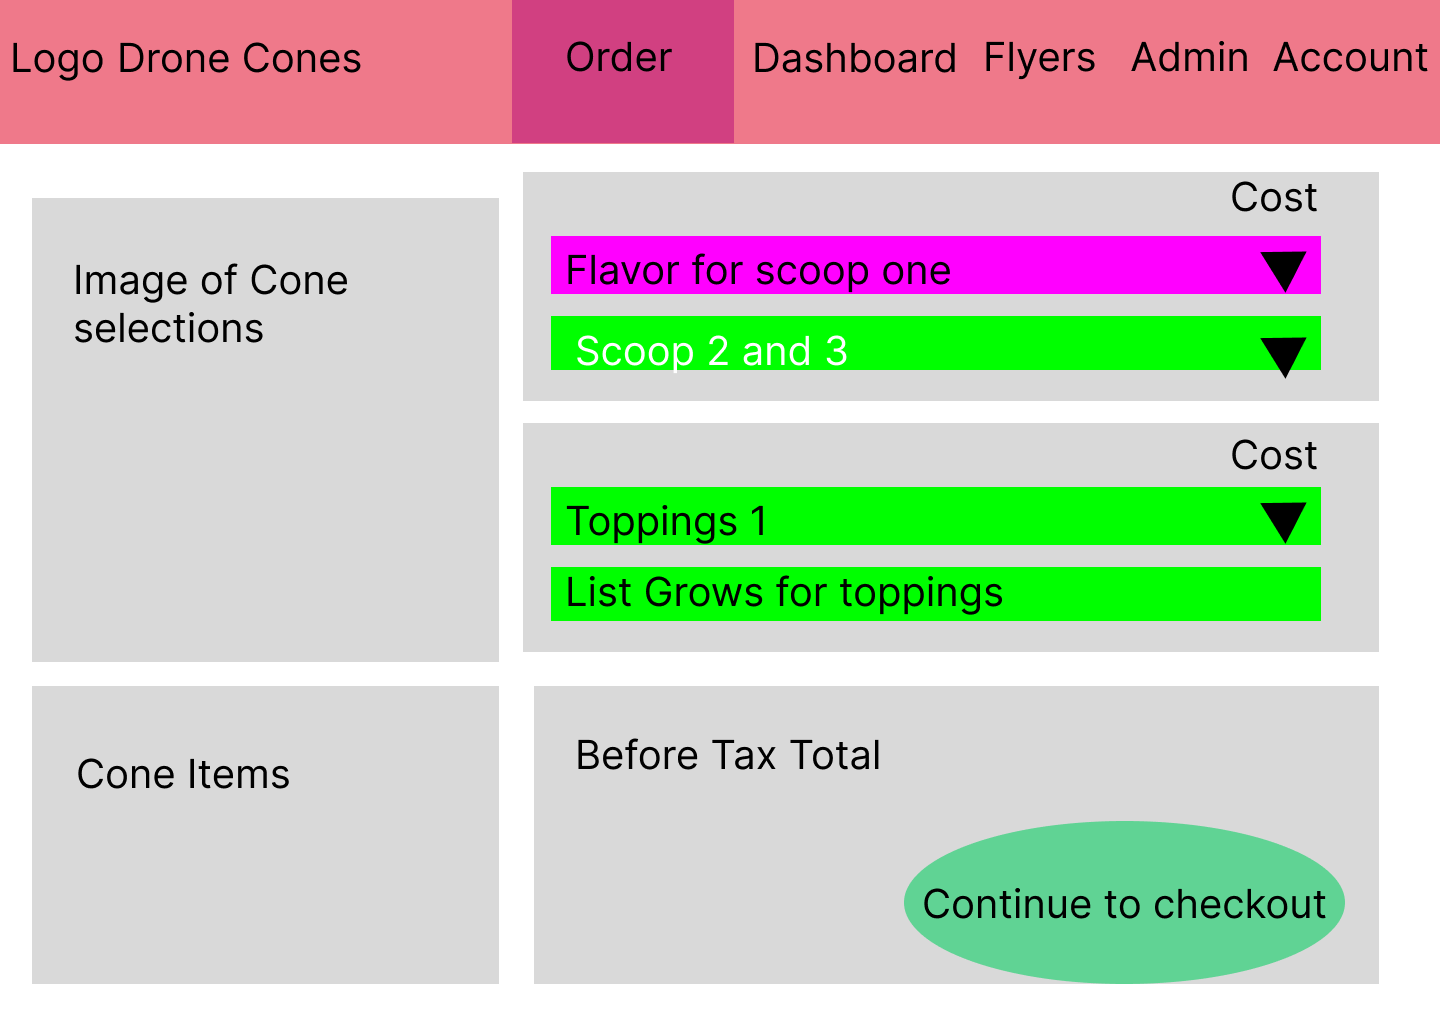 Logo Drone Cones
Order
Dashboard
Flyers
Admin
Account
Image of Cone
selections
Cost
Flavor for scoop one
Scoop 2 and 3
Cost
Toppings 1
List Grows for toppings
Cone Items
Before Tax Total
Continue to checkout